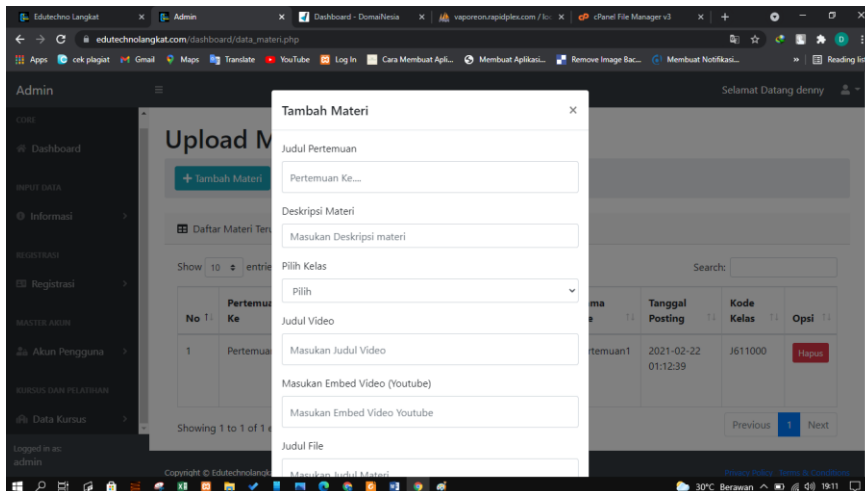 Edutechno Langkat
Admin
Dashboard - DomaiNesia
vaporeon.rapidplex.com / loc
cPanel File Manager v3
edutechnolangkat.com/dashboard/data_materi.php
Apps
cek plagiat
Gmail
Maps
Translate
YouTube
Log In
Cara Membuat Apli...
Membuat Aplikasi...
Remove Image Bac...
Membuat Notifikasi...
Reading list
Admin
Selamat Datang denny
CORE
Dashboard
INPUT DATA
Informasi
REGISTRASI
Registrasi
MASTER AKUN
Akun Pengguna
KURSUS DAN PELATIHAN
Data Kursus
Logged in as:
admin
Upload M
+ Tambah Materi
Daftar Materi Ter
Show 10 entrie
Search:
No
Pertemua
Ke
ma
e
Tanggal
Posting
Kode
Kelas
Opsi
1
Pertemua
rtemuan1
2021-02-22
01:12:39
J611000
Hapus
Showing 1 to 1 of 1 e
Previous
1
Next
Copyright © Edutechnolangk
Privacy Policy · Terms & Conditions
Tambah Materi
×
Judul Pertemuan
Pertemuan Ke....
Deskripsi Materi
Masukan Deskripsi materi
Pilih Kelas
Pilih
Judul Video
Masukan Judul Video
Masukan Embed Video (Youtube)
Masukan Embed Video Youtube
Judul File
Masukan Judul Materi
30°C Berawan
19:11